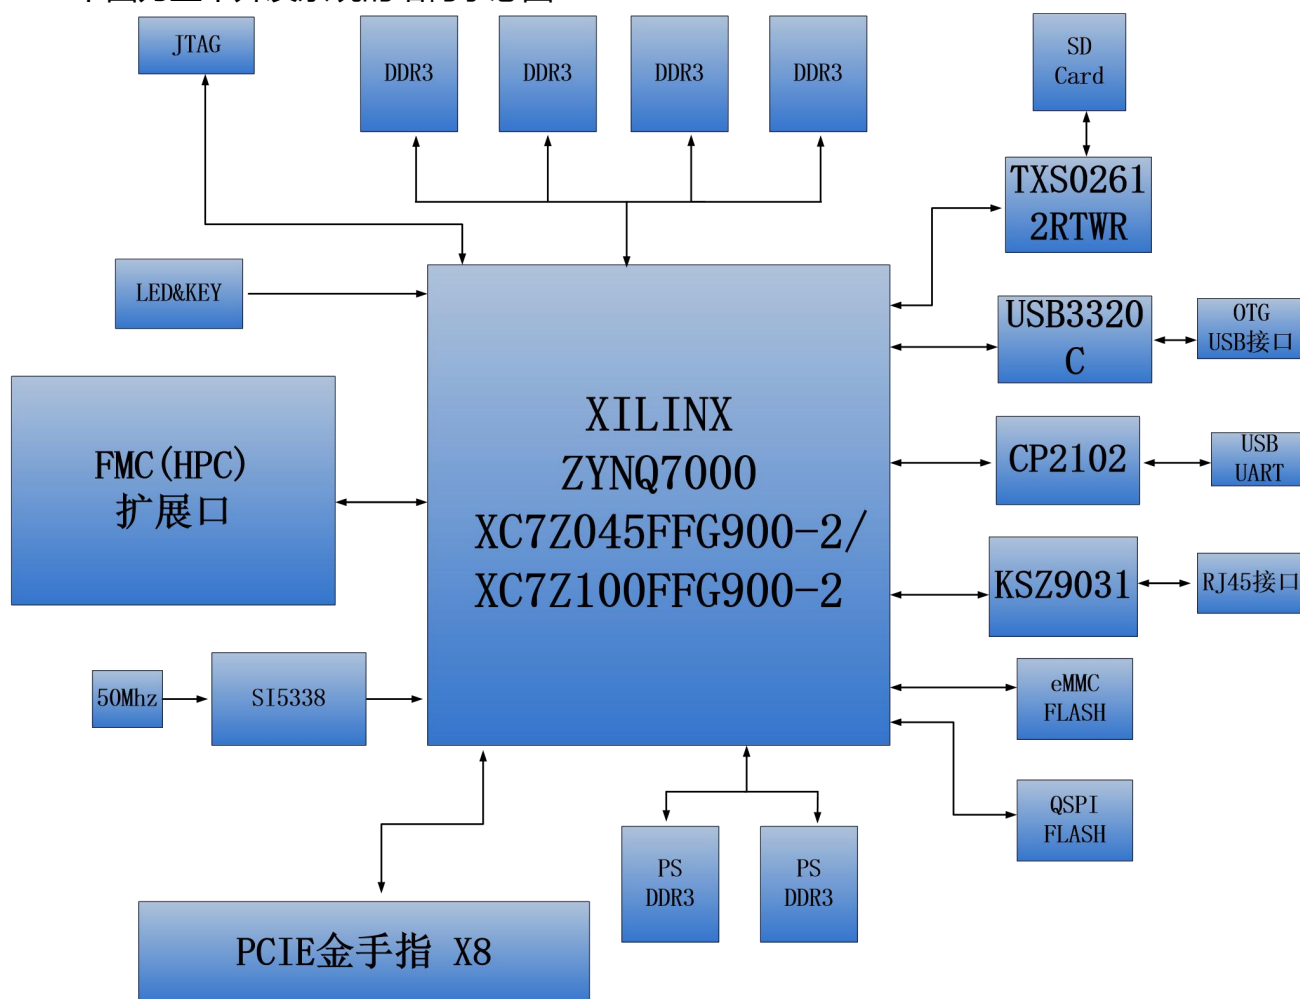 JTAG
DDR3
DDR3
DDR3
DDR3
SD
Card
TXS0261
2RTWR
LED&KEY
USB3320
C
OTG
USB接口
FMC(HPC)
扩展口
XILINX
ZYNQ7000
XC7Z045FFG900-2/
XC7Z100FFG900-2
CP2102
USB
UART
KSZ9031
RJ45接口
50Mhz
SI5338
eMMC
FLASH
QSPI
FLASH
PS
DDR3
PS
DDR3
PCIE金手指 X8